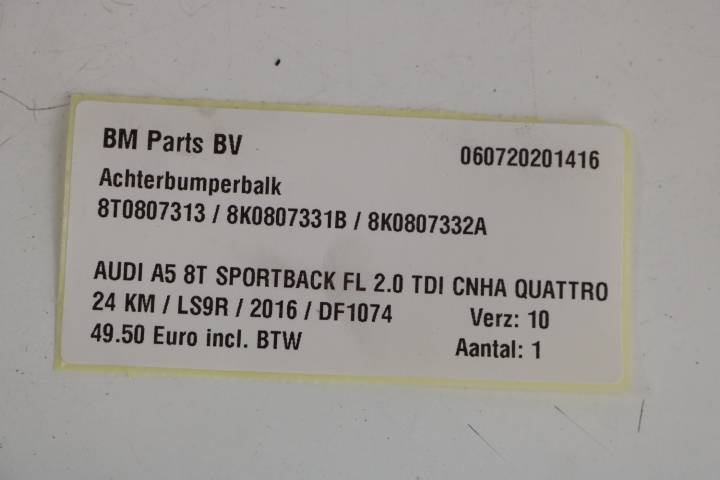 BM Parts BV 060720201416
Achterbumperbalk
8T0807313 / 8K0807331B / 8K0807332A
AUDI A5 8T SPORTBACK FL 2.0 TDI CNHA QUATTRO
24 KM / LS9R / 2016 / DF1074 Verz: 10
49.50 Euro incl. BTW Aantal: 1